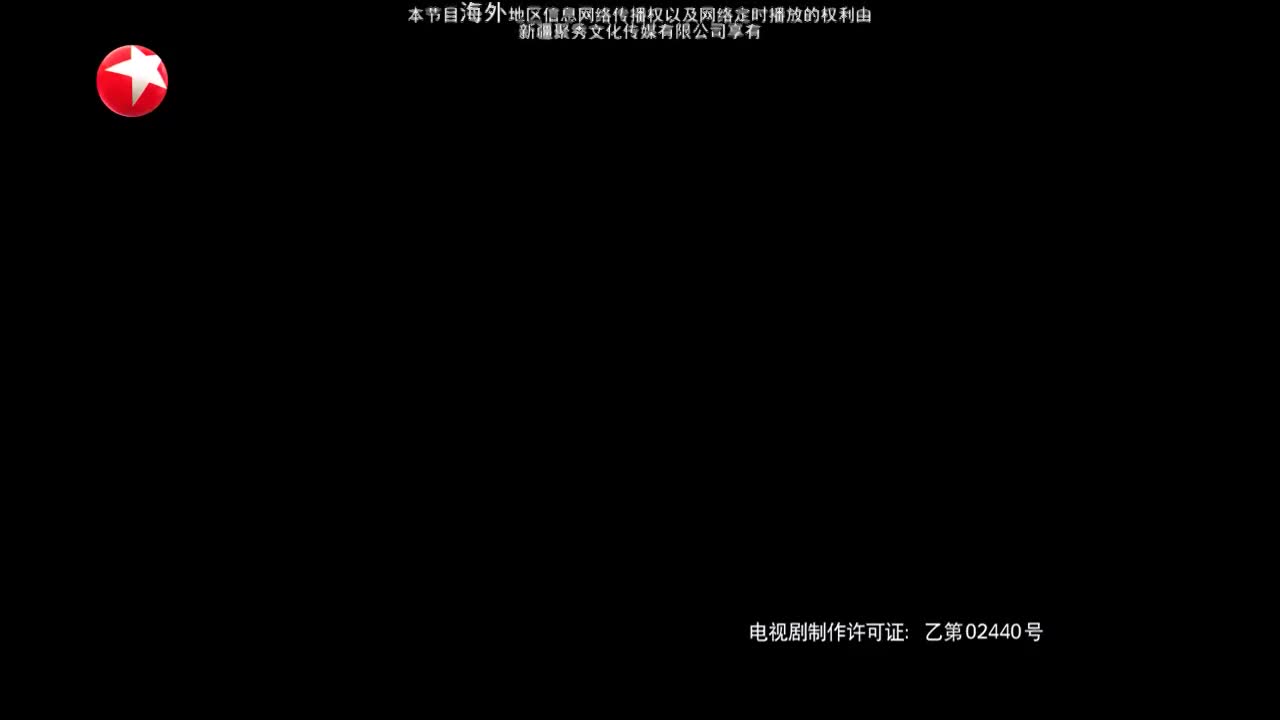 本节目海外地区信息网络传播权以及网络定时播放的权利由
新疆聚秀文化传媒有限公司享有
电视剧制作许可证: 乙第02440号